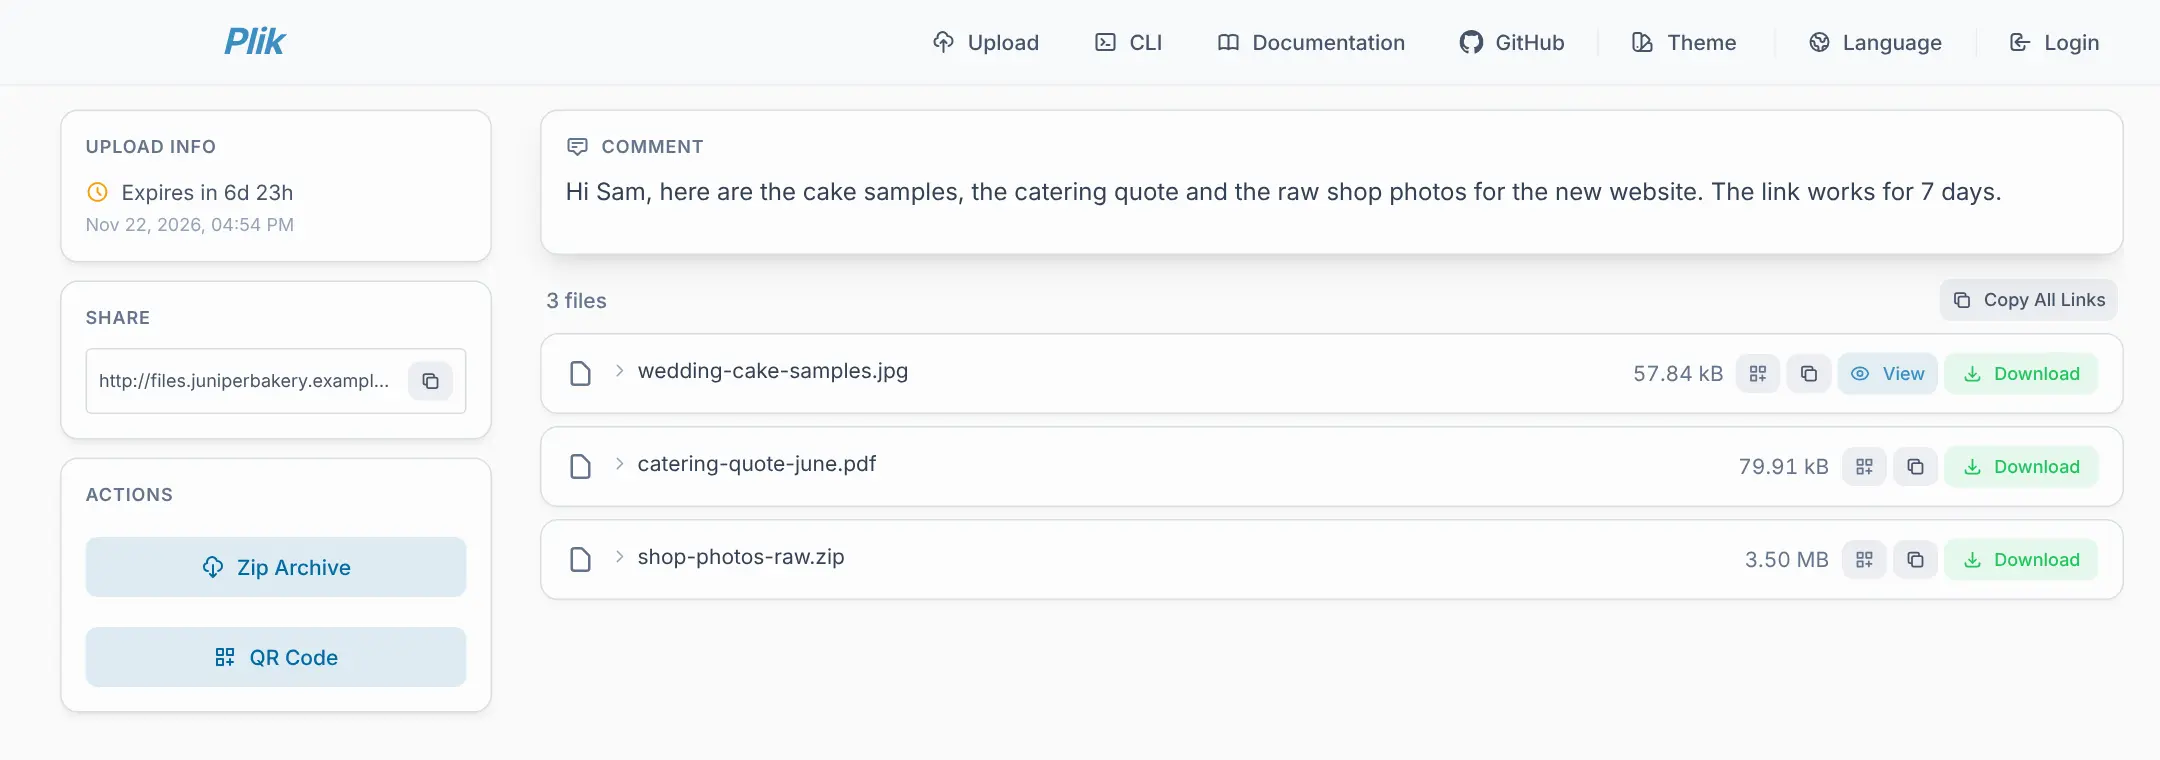 Plik
Upload
CLI
Documentation
GitHub
Theme
Language
Login
UPLOAD INFO
Expires in 6d 23h
Nov 22, 2026, 04:54 PM
SHARE
http://files.juniperbakery.exampl...
ACTIONS
Zip Archive
QR Code
COMMENT
Hi Sam, here are the cake samples, the catering quote and the raw shop photos for the new website. The link works for 7 days.
3 files
Copy All Links
wedding-cake-samples.jpg
57.84 kB
View
Download
catering-quote-june.pdf
79.91 kB
Download
shop-photos-raw.zip
3.50 MB
Download